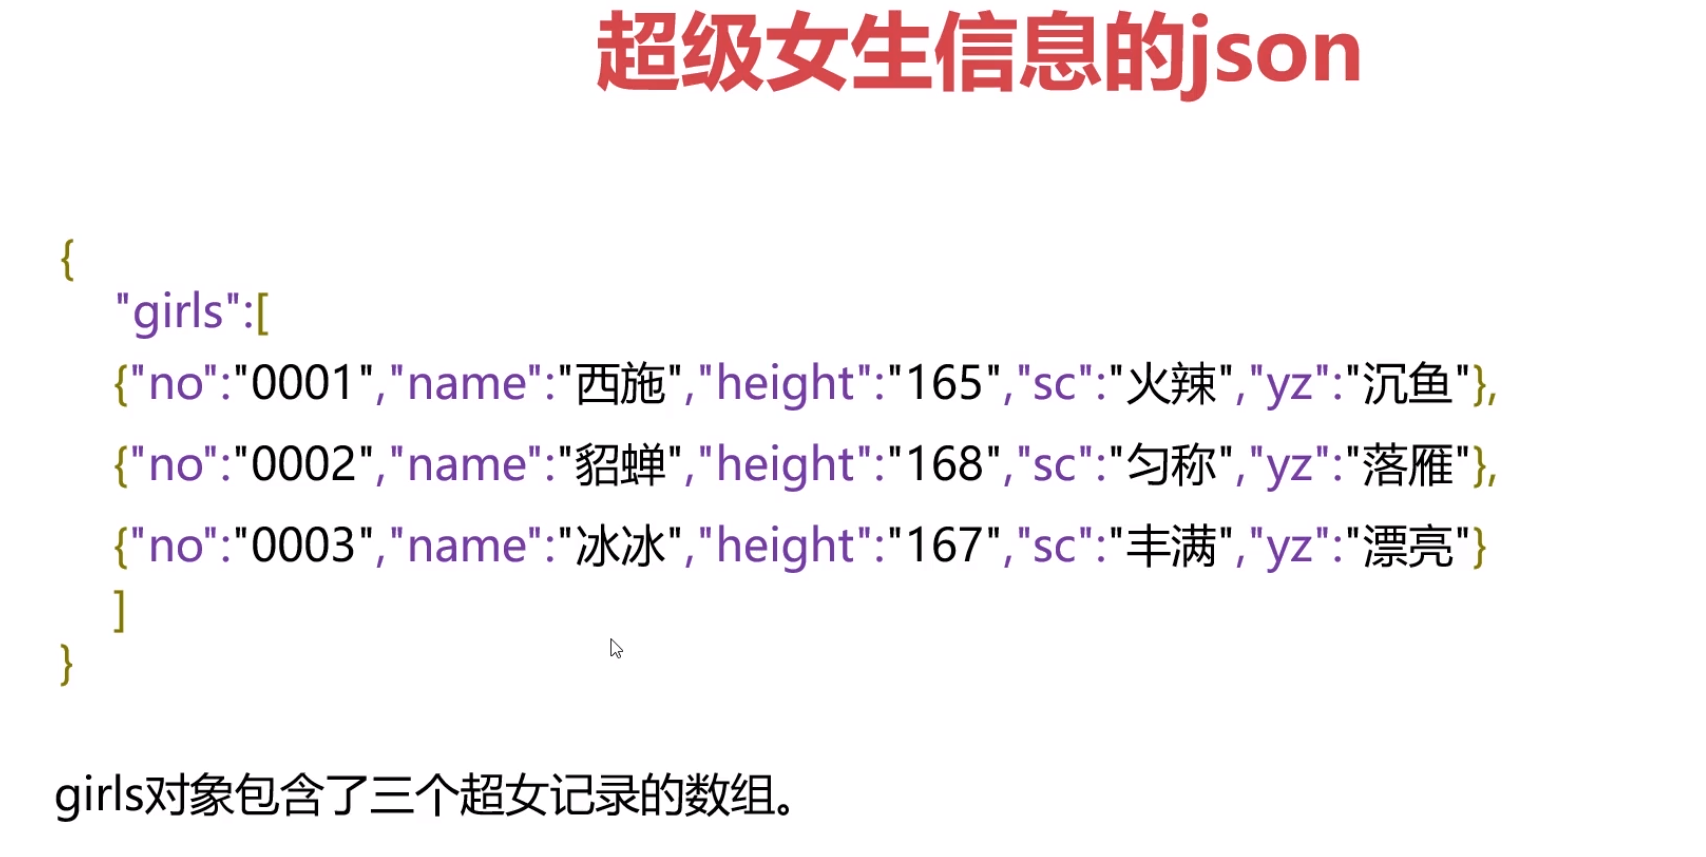 超级女生信息的json
{
"girls":[
{"no":"0001","name":"西施","height":"165","sc":"火辣","yz":"沉鱼"},
{"no":"0002","name":"貂蝉","height":"168","sc":"匀称","yz":"落雁"},
{"no":"0003","name":"冰冰","height":"167","sc":"丰满","yz":"漂亮"}
]
}
girls对象包含了三个超女记录的数组。